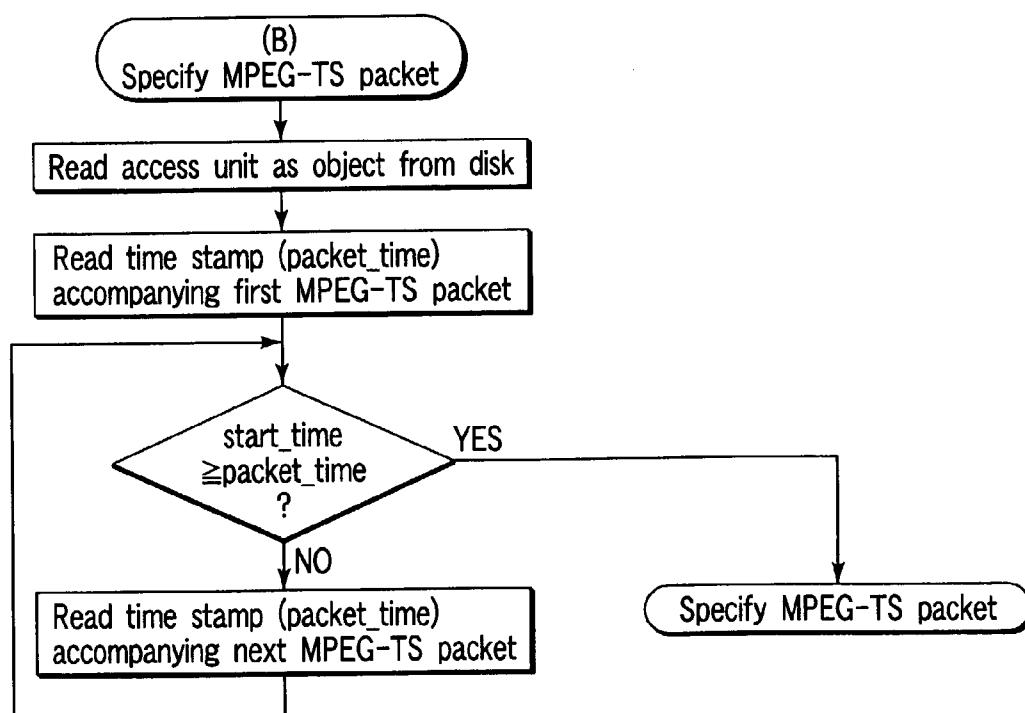 (B)
Specify MPEG-TS packet
Read access unit as object from disk
Read time stamp (packet_time)
accompanying first MPEG-TS packet
start_time
≧packet_time
?
YES
NO
Read time stamp (packet_time)
accompanying next MPEG-TS packet
Specify MPEG-TS packet